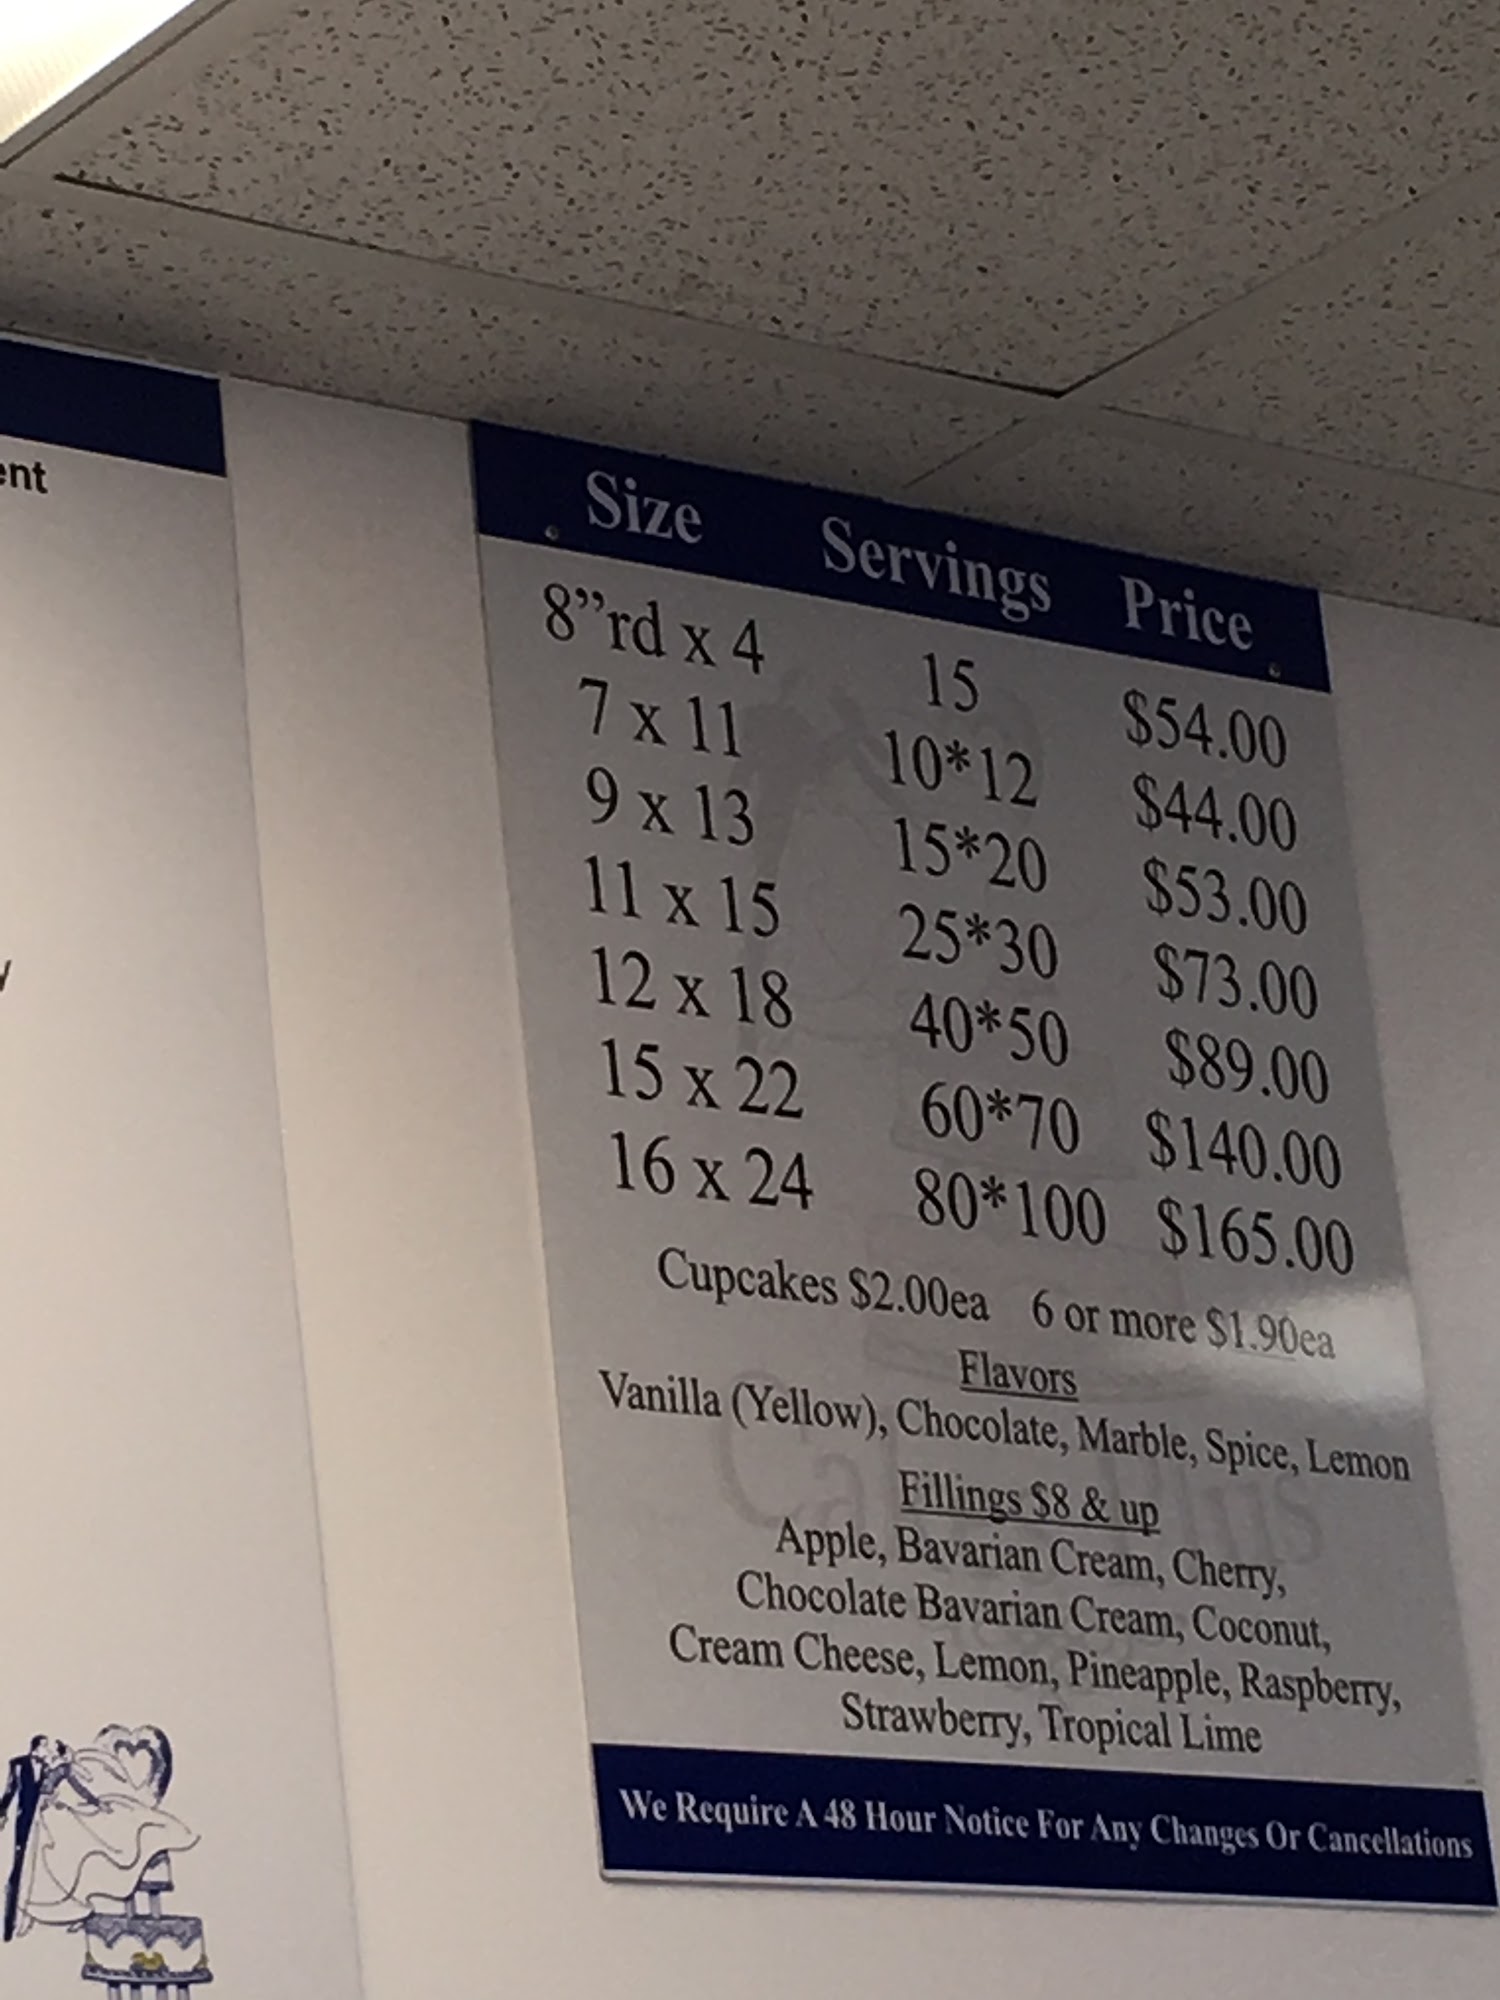 ent
y
Size Servings Price
8”rd x 4 15 $54.00
7 x 11 10*12 $44.00
9 x 13 15*20 $53.00
11 x 15 25*30 $73.00
12 x 18 40*50 $89.00
15 x 22 60*70 $140.00
16 x 24 80*100 $165.00
Cupcakes $2.00ea 6 or more $1.90ea
Flavors
Vanilla (Yellow), Chocolate, Marble, Spice, Lemon
Fillings $8 & up
Apple, Bavarian Cream, Cherry,
Chocolate Bavarian Cream, Coconut,
Cream Cheese, Lemon, Pineapple, Raspberry,
Strawberry, Tropical Lime
We Require A 48 Hour Notice For Any Changes Or Cancellations